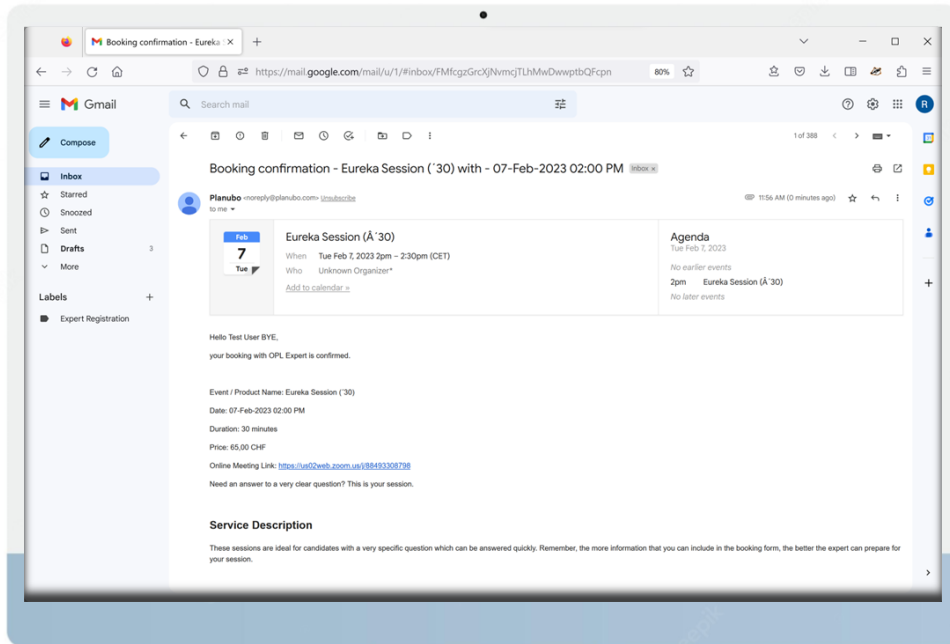 Booking confirmation - Eureka S
https://mail.google.com/mail/u/1/#inbox/FMfcgzGrcXjNvmcjTLhMwDwwptbQFcpn 80%
Gmail
Search mail
R
Compose
1 of 388
Inbox
Starred
Snoozed
Sent
Drafts 3
More
Labels
Expert Registration
Booking confirmation - Eureka Session (´30) with - 07-Feb-2023 02:00 PM Inbox x
Planubo <noreply@planubo.com> Unsubscribe 11:56 AM (0 minutes ago)
to me
Feb
7
Tue
Eureka Session (Â´30)
When Tue Feb 7, 2023 2pm – 2:30pm (CET)
Who Unknown Organizer*
Add to calendar »
Agenda
Tue Feb 7, 2023
No earlier events
2pm Eureka Session (Â´30)
No later events
Hello Test User BYE,
your booking with OPL Expert is confirmed.
Event / Product Name: Eureka Session (´30)
Date: 07-Feb-2023 02:00 PM
Duration: 30 minutes
Price: 65,00 CHF
Online Meeting Link: https://us02web.zoom.us/j/88493308798
Need an answer to a very clear question? This is your session.
Service Description
These sessions are ideal for candidates with a very specific question which can be answered quickly. Remember, the more information that you can include in the booking form, the better the expert can prepare for
your session.